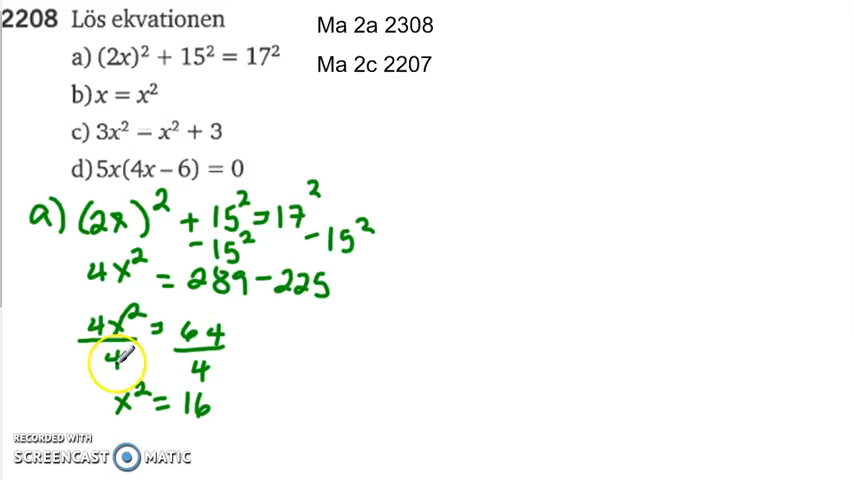 2208 Lös ekvationen
a) (2x)² + 15² = 17²
b) x = x²
c) 3x² − x² + 3
d) 5x(4x − 6) = 0
Ma 2a 2308
Ma 2c 2207
a) (2x)² + 15² = 17²
− 15² − 15²
4x² = 289 − 225
4x² = 64
4 4
x² = 16
RECORDED WITH
SCREENCAST MATIC